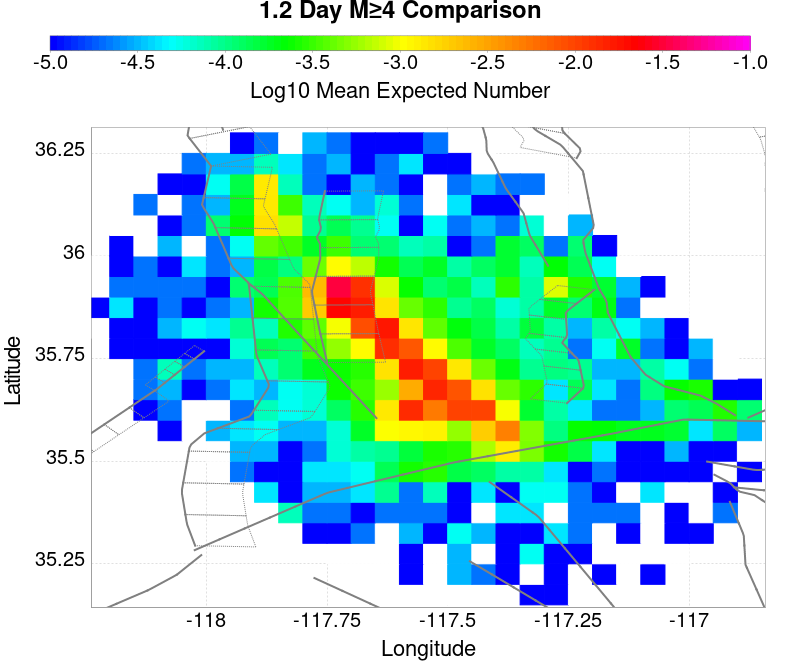 1.2 Day M≥4 Comparison
-5.0 -4.5 -4.0 -3.5 -3.0 -2.5 -2.0 -1.5 -1.0
Log10 Mean Expected Number
36.25
36
35.75
35.5
35.25
Latitude
-118 -117.75 -117.5 -117.25 -117
Longitude